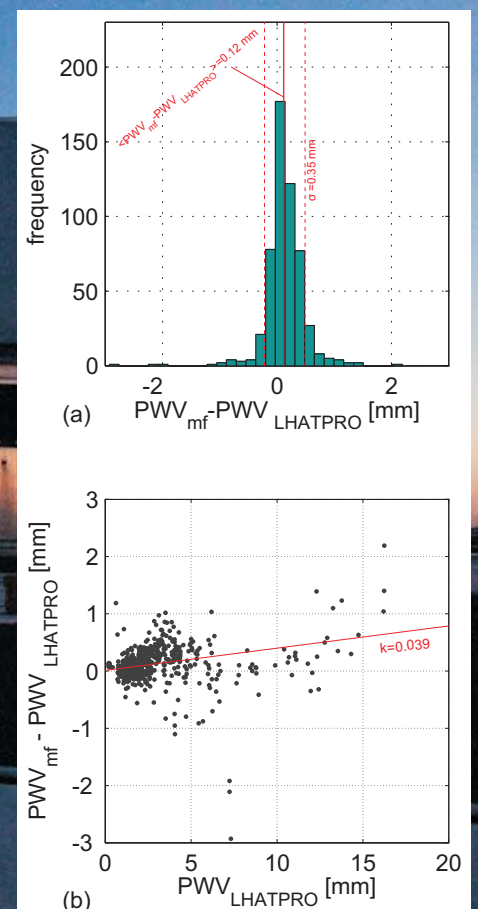 200
150
100
50
0
frequency
<PWV_mf-PWV_LHATPRO>=0.12 mm
σ=0.35 mm
-2 0 2
(a) PWV_mf-PWV_LHATPRO [mm]
3
2
1
0
-1
-2
-3
PWV_mf - PWV_LHATPRO [mm]
k=0.039
0 5 10 15 20
(b) PWV_LHATPRO [mm]